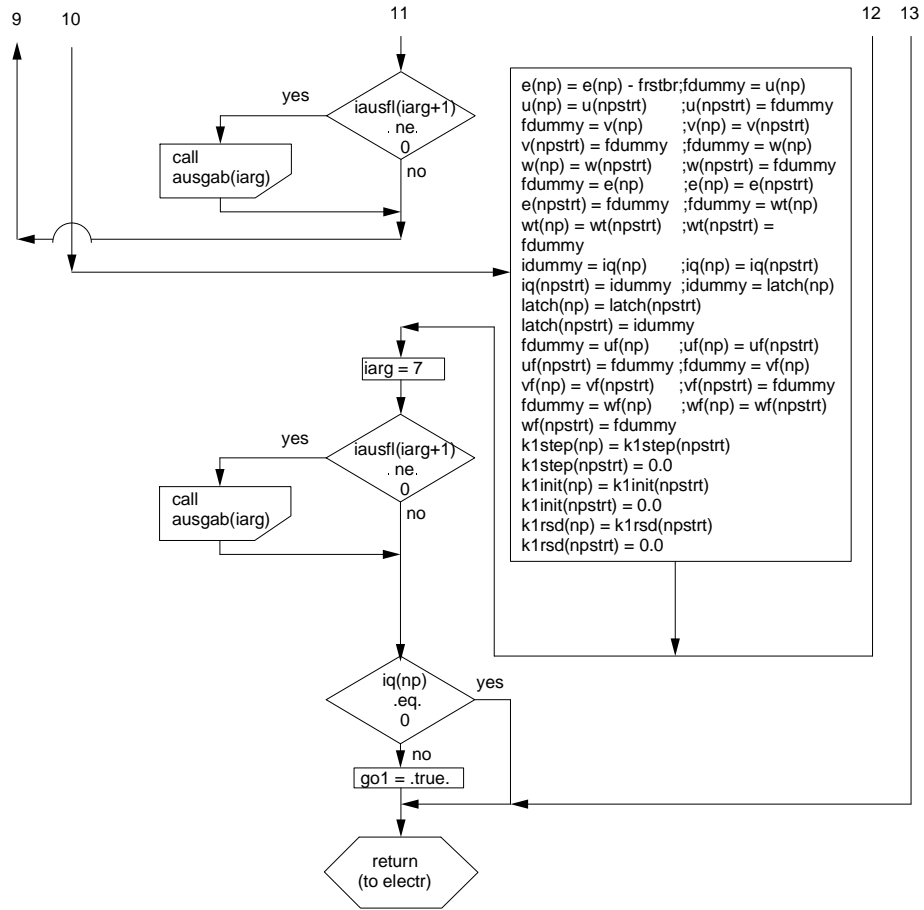 9 10 11 12 13
iausfl(iarg+1)
. ne.
0
yes
no
call
ausgab(iarg)
e(np) = e(np) - frstbr;fdummy = u(np)
u(np) = u(npstrt) ;u(npstrt) = fdummy
fdummy = v(np) ;v(np) = v(npstrt)
v(npstrt) = fdummy ;fdummy = w(np)
w(np) = w(npstrt) ;w(npstrt) = fdummy
fdummy = e(np) ;e(np) = e(npstrt)
e(npstrt) = fdummy ;fdummy = wt(np)
wt(np) = wt(npstrt) ;wt(npstrt) =
fdummy
idummy = iq(np) ;iq(np) = iq(npstrt)
iq(npstrt) = idummy ;idummy = latch(np)
latch(np) = latch(npstrt)
latch(npstrt) = idummy
fdummy = uf(np) ;uf(np) = uf(npstrt)
uf(npstrt) = fdummy ;fdummy = vf(np)
vf(np) = vf(npstrt) ;vf(npstrt) = fdummy
fdummy = wf(np) ;wf(np) = wf(npstrt)
wf(npstrt) = fdummy
k1step(np) = k1step(npstrt)
k1step(npstrt) = 0.0
k1init(np) = k1init(npstrt)
k1init(npstrt) = 0.0
k1rsd(np) = k1rsd(npstrt)
k1rsd(npstrt) = 0.0
iarg = 7
iausfl(iarg+1)
. ne.
0
yes
no
call
ausgab(iarg)
iq(np)
.eq.
0
yes
no
go1 = .true.
return
(to electr)